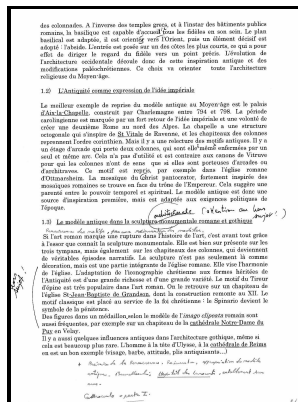 des colonnades. A l'inverse des temples grecs, et à l'instar des bâtiments publics
romains, la basilique est capable d'accueil tous les fidèles en son sein. Le plan
basilical est adopté, il est orienté vers l'Orient, puis un élément décisif est
adopté : l'abside. L'entrée est posée sur un des côtés les plus courts, ce qui a pour
effet de diriger le regard du fidèle vers un point précis. L'évolution de
l'architecture occidentale découle donc de cette inspiration antique et des
modifications paléochrétiennes. Ce choix va orienter toute l'architecture
religieuse du Moyen-âge.
1.2) L'Antiquité comme expression de l'idée impériale
Le meilleur exemple de reprise du modèle antique au Moyen-âge est le palais
d'Aix-la-Chapelle, construit par Charlemagne entre 794 et 798. La période
carolingienne est marquée par un fort retour de l'idée impériale et une volonté de
créer une deuxième Rome au nord des Alpes. La chapelle a une structure
octogonale qui s'inspire de St Vitale de Ravenne, et les chapiteaux des colonnes
reprennent l'ordre corinthien. Mais il y a une relecture des motifs antiques. Il y a
un étage d'arcade qui porte deux colonnes, qui sont elle-même enfermées par un
seul et même arc. Cela n'a pas d'utilité et est contraire aux canons de Vitruve
pour qui les colonnes n'ont de sens que si elles sont porteuses d'arcades ou
d'architraves. Ce motif est repris, par exemple dans l'église romane
d'Ottmarsheim. La mosaïque du Christ pantocrator, fortement inspirée des
mosaïques romaines se trouve en face du trône de l'Empereur. Cela suggère une
parenté entre le pouvoir temporel et spirituel. Le modèle antique est donc une
source d'inspiration première, mais est adaptée aux exigences politiques de
l'époque.
1.3) Le modèle antique dans la sculpture monumentale romane et gothique
Si l'art roman marque une rupture dans l'histoire de l'art, c'est avant tout grâce
à l'essor que connaît la sculpture monumentale. Elle est bien sur présente sur les
trois tympans, mais également sur les chapiteaux des colonnes, qui deviennent
de véritables épisodes narratifs. La sculpture n'est pas seulement là comme
décoration, mais est une partie intégrante de l'église romane. Elle vise l'harmonie
de l'église. L'adaptation de l'iconographie chrétienne aux formes héritées de
l'Antiquité est d'une grande richesse et d'une grande variété. Le motif du Tireur
d'épine est très populaire dans l'art roman. On le retrouve sur un chapiteau de
l'église St-Jean-Baptiste de Grandson, dont la construction remonte au XII. Le
motif classique est placé au service de la foi chrétienne : le Spinario devient le
symbole de la pénitence.
Des figures dans un médaillon, selon le modèle de l'imago clipeata romain sont
aussi fréquentes, par exemple sur un chapiteau de la cathédrale Notre-Dame du
Puy en Velay.
Il y a aussi quelques influences antiques dans l'architecture gothique, même si
cela est beaucoup plus rare. L'homme à la tête d'Ulysse, à la cathédrale de Reims
en est un bon exemple (visage, barbe, attitude, plis antiquisants…)